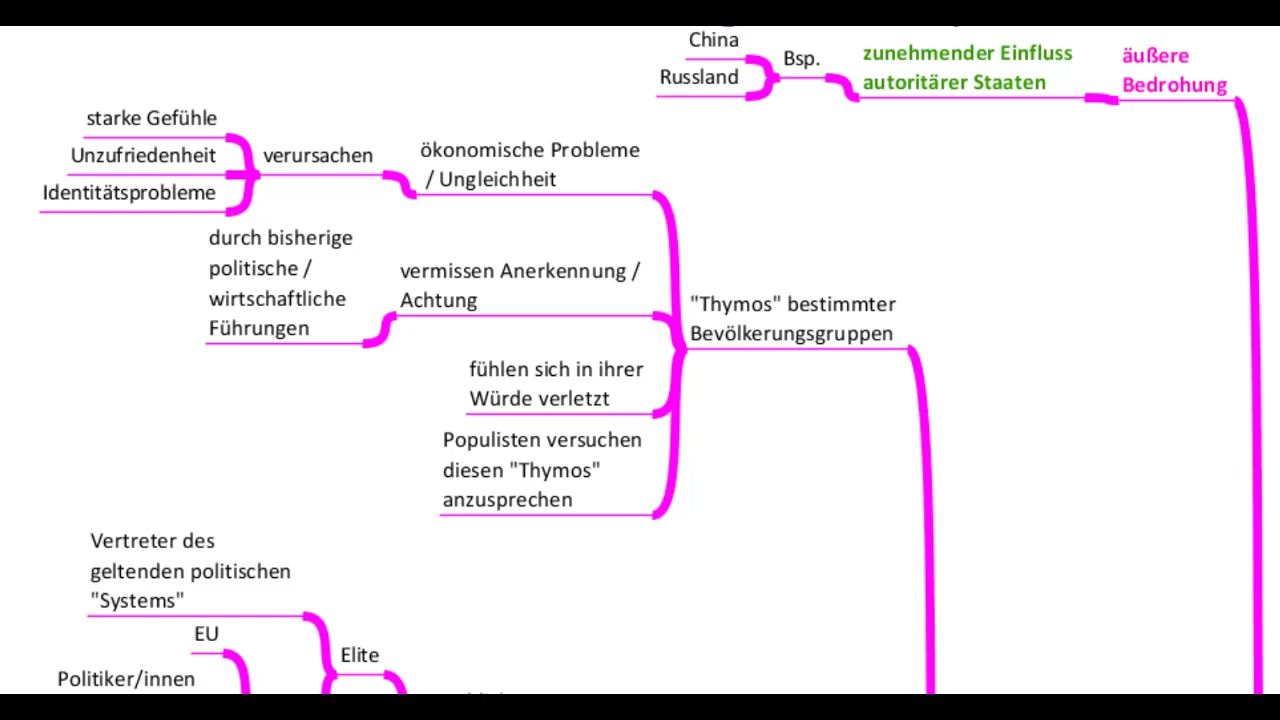 China
Russland
Bsp.
zunehmender Einfluss
autoritärer Staaten
äußere
Bedrohung
starke Gefühle
Unzufriedenheit
Identitätsprobleme
verursachen
ökonomische Probleme
/ Ungleichheit
durch bisherige
politische /
wirtschaftliche
Führungen
vermissen Anerkennung /
Achtung
"Thymos" bestimmter
Bevölkerungsgruppen
fühlen sich in ihrer
Würde verletzt
Populisten versuchen
diesen "Thymos"
anzusprechen
Vertreter des
geltenden politischen
"Systems"
EU
Elite
Politiker/innen